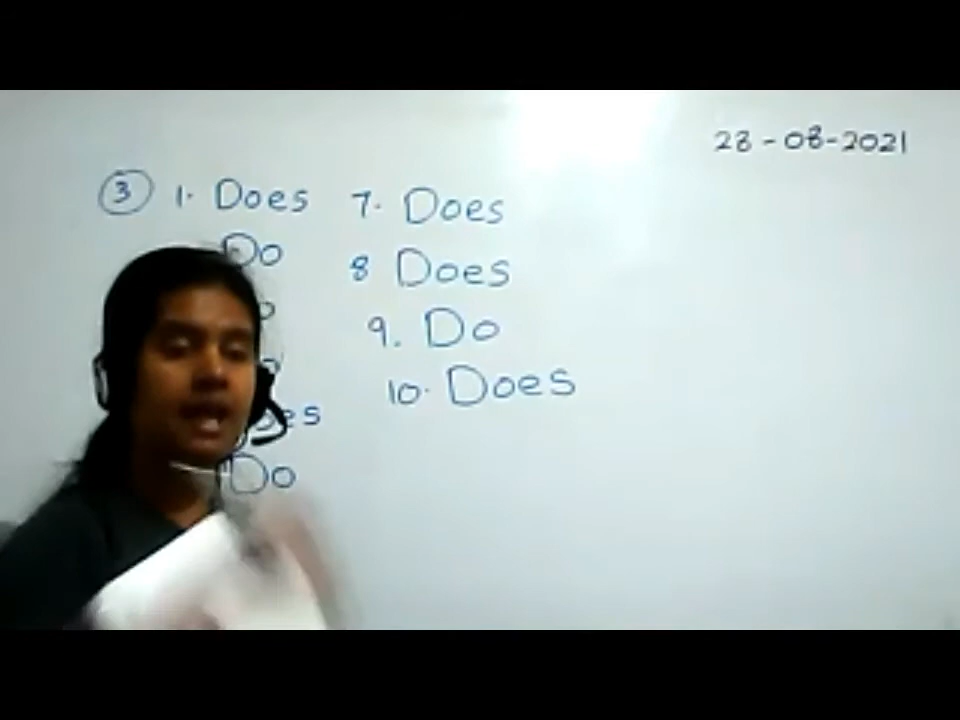 28-08-2021
③ 1. Does
Do
Do
7. Does
8 Does
9. Do
10. Does